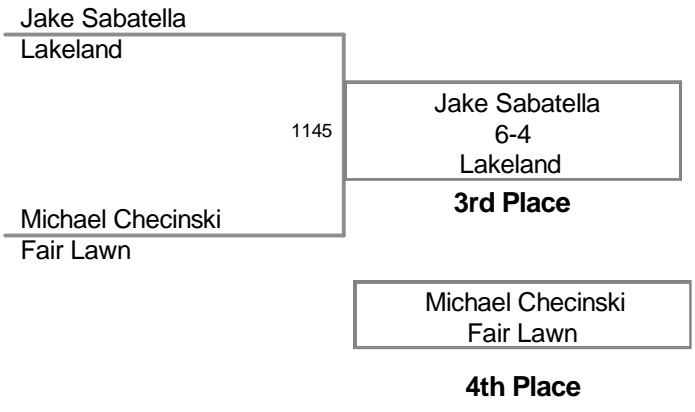 Jake Sabatella
Lakeland
1145
Jake Sabatella
6-4
Lakeland
3rd Place
Michael Checinski
Fair Lawn
Michael Checinski
Fair Lawn
4th Place